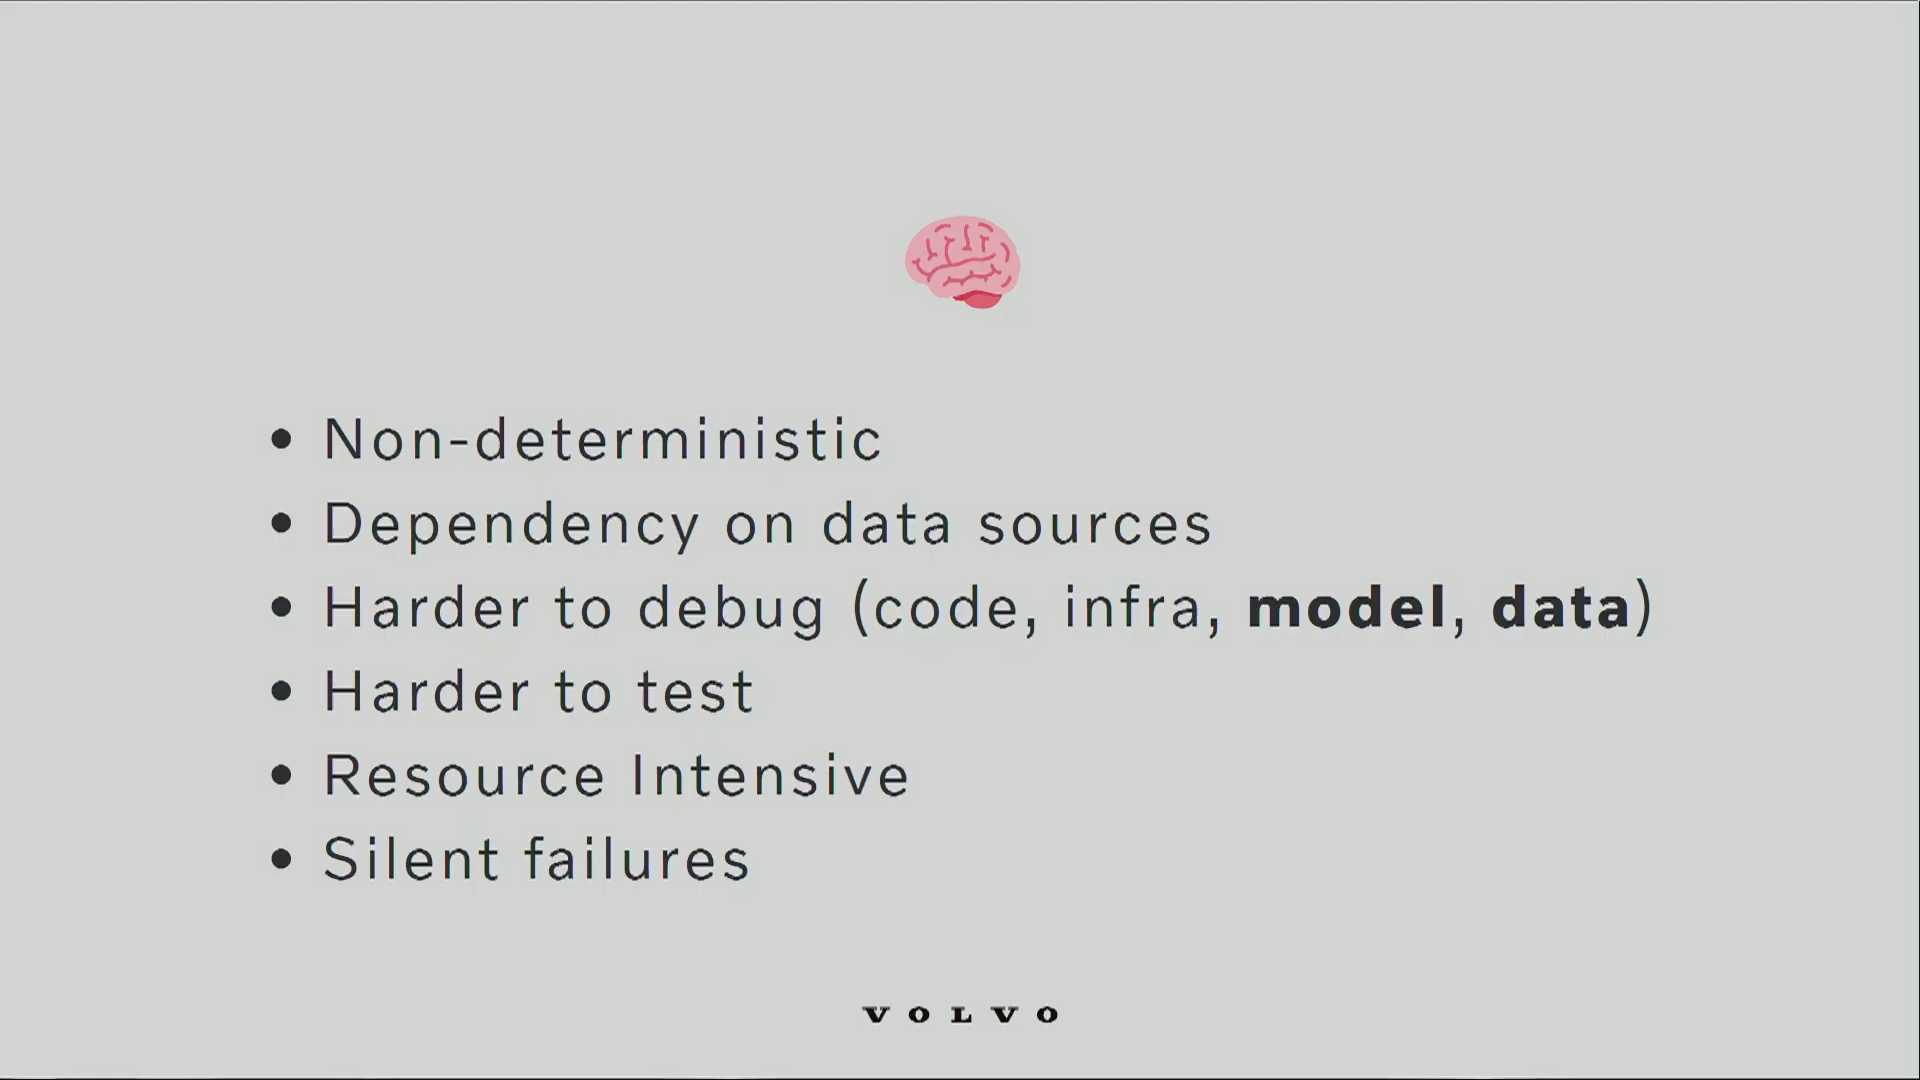 Non-deterministic
Dependency on data sources
Harder to debug (code, infra, model, data)
Harder to test
Resource Intensive
Silent failures
VOLVO